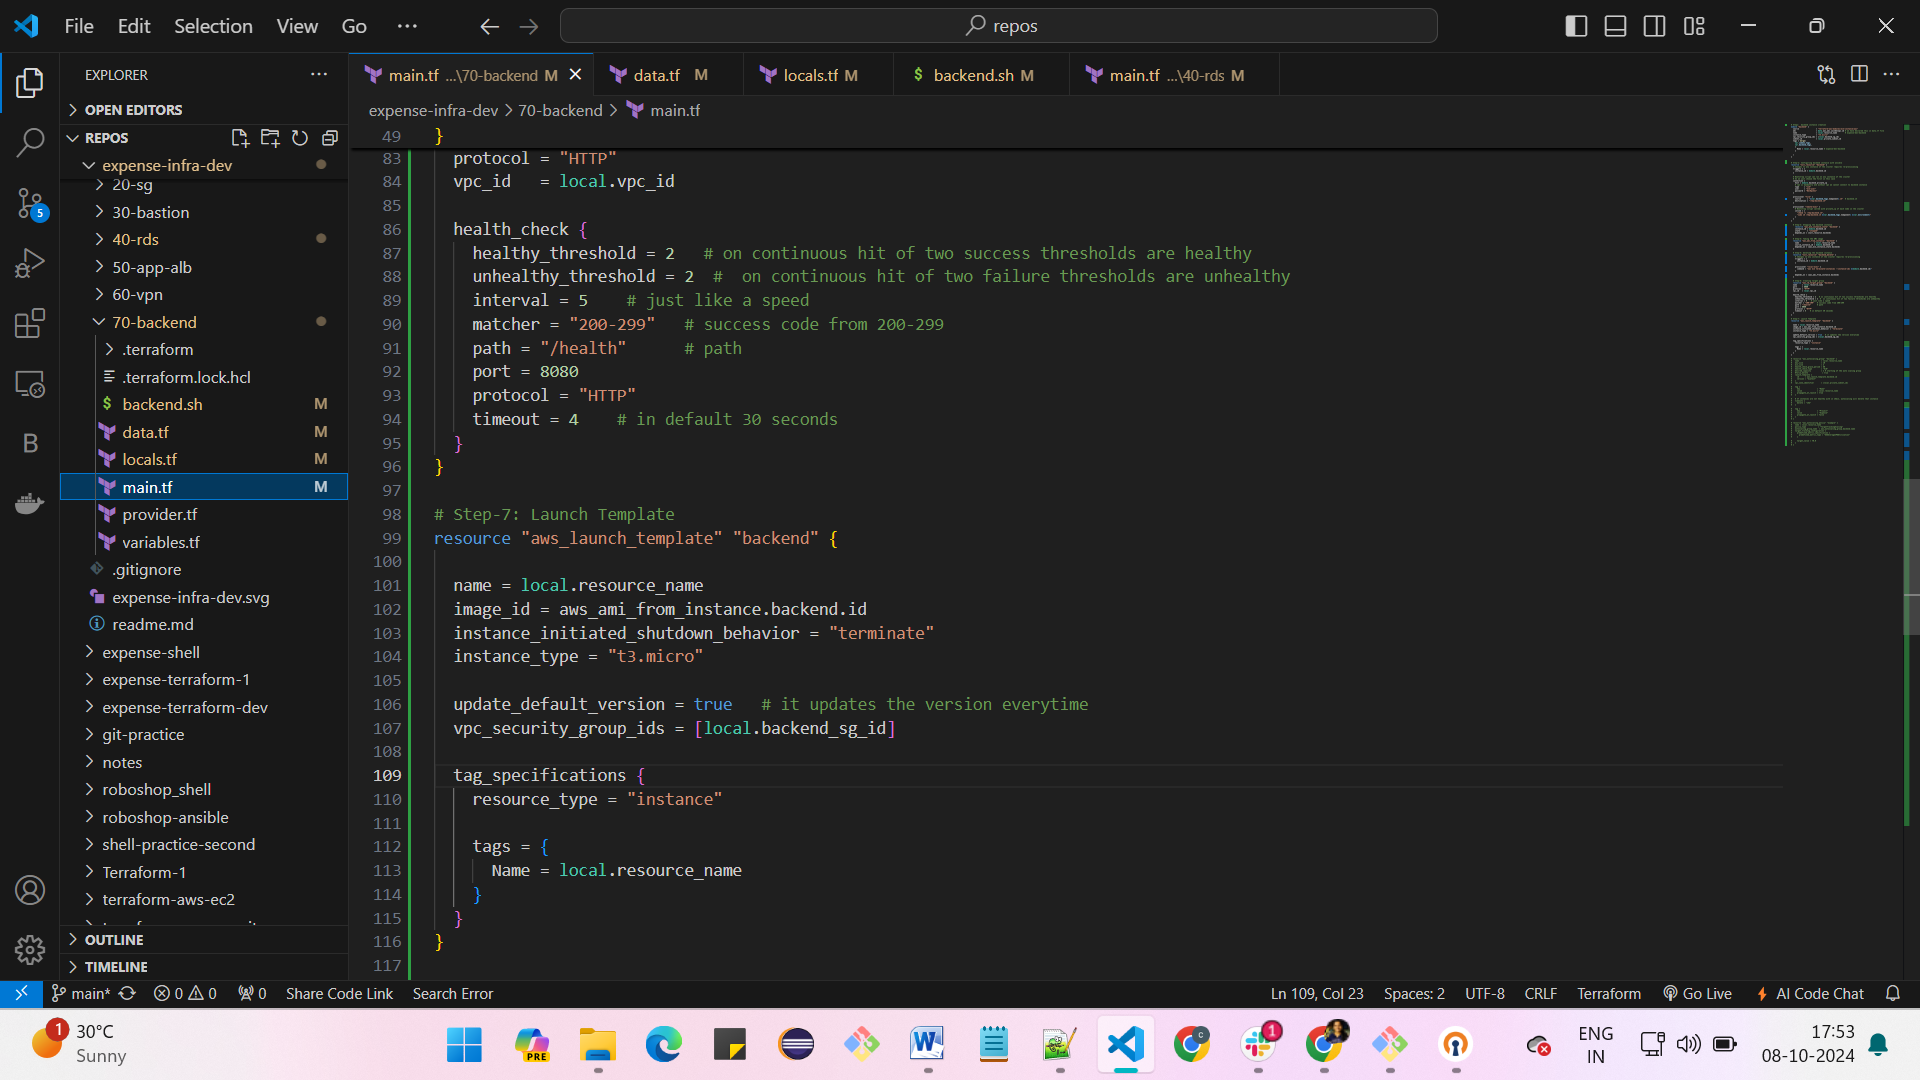 File Edit Selection View Go ···
repos
EXPLORER
OPEN EDITORS
REPOS
expense-infra-dev
20-sg
30-bastion
40-rds
50-app-alb
60-vpn
70-backend
.terraform
.terraform.lock.hcl
backend.sh M
data.tf M
locals.tf M
main.tf M
provider.tf
variables.tf
.gitignore
expense-infra-dev.svg
readme.md
expense-shell
expense-terraform-1
expense-terraform-dev
git-practice
notes
roboshop_shell
roboshop-ansible
shell-practice-second
Terraform-1
terraform-aws-ec2
OUTLINE
TIMELINE
5
B
main.tf ...\70-backend M
data.tf M
locals.tf M
backend.sh M
main.tf ...\40-rds M
expense-infra-dev > 70-backend > main.tf
49 }
83 protocol = "HTTP"
84 vpc_id   = local.vpc_id
85
86 health_check {
87 healthy_threshold = 2   # on continuous hit of two success thresholds are healthy
88 unhealthy_threshold = 2  #  on continuous hit of two failure thresholds are unhealthy
89 interval = 5    # just like a speed
90 matcher = "200-299"   # success code from 200-299
91 path = "/health"      # path
92 port = 8080
93 protocol = "HTTP"
94 timeout = 4    # in default 30 seconds
95 }
96 }
97
98 # Step-7: Launch Template
99 resource "aws_launch_template" "backend" {
100
101 name = local.resource_name
102 image_id = aws_ami_from_instance.backend.id
103 instance_initiated_shutdown_behavior = "terminate"
104 instance_type = "t3.micro"
105
106 update_default_version = true   # it updates the version everytime
107 vpc_security_group_ids = [local.backend_sg_id]
108
109 tag_specifications {
110 resource_type = "instance"
111
112 tags = {
113 Name = local.resource_name
114 }
115 }
116 }
117
main* 0 0 0 Share Code Link Search Error
Ln 109, Col 23 Spaces: 2 UTF-8 CRLF Terraform Go Live AI Code Chat
1
30°C
Sunny
PRE
1
ENG
IN
17:53
08-10-2024